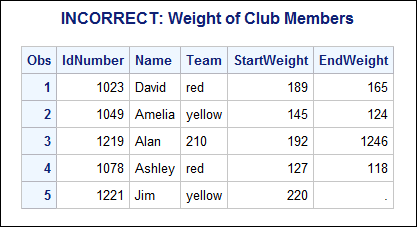 INCORRECT: Weight of Club Members
Obs IdNumber Name Team StartWeight EndWeight
1 1023 David red 189 165
2 1049 Amelia yellow 145 124
3 1219 Alan 210 192 1246
4 1078 Ashley red 127 118
5 1221 Jim yellow 220 .